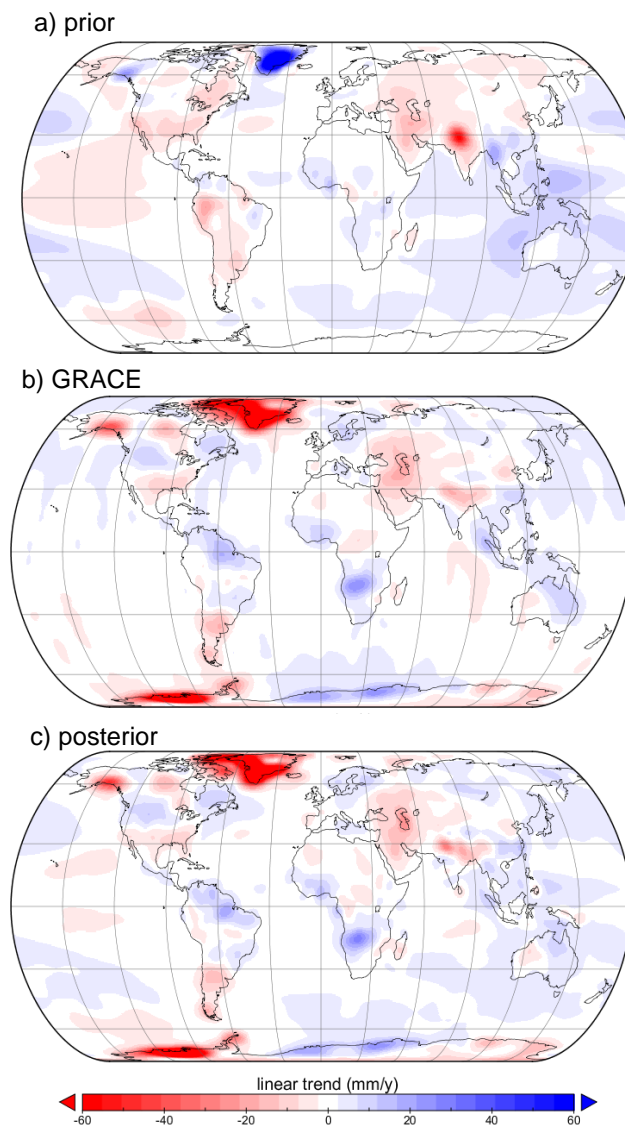 a) prior
b) GRACE
c) posterior
linear trend (mm/y)
-60 -40 -20 0 20 40 60